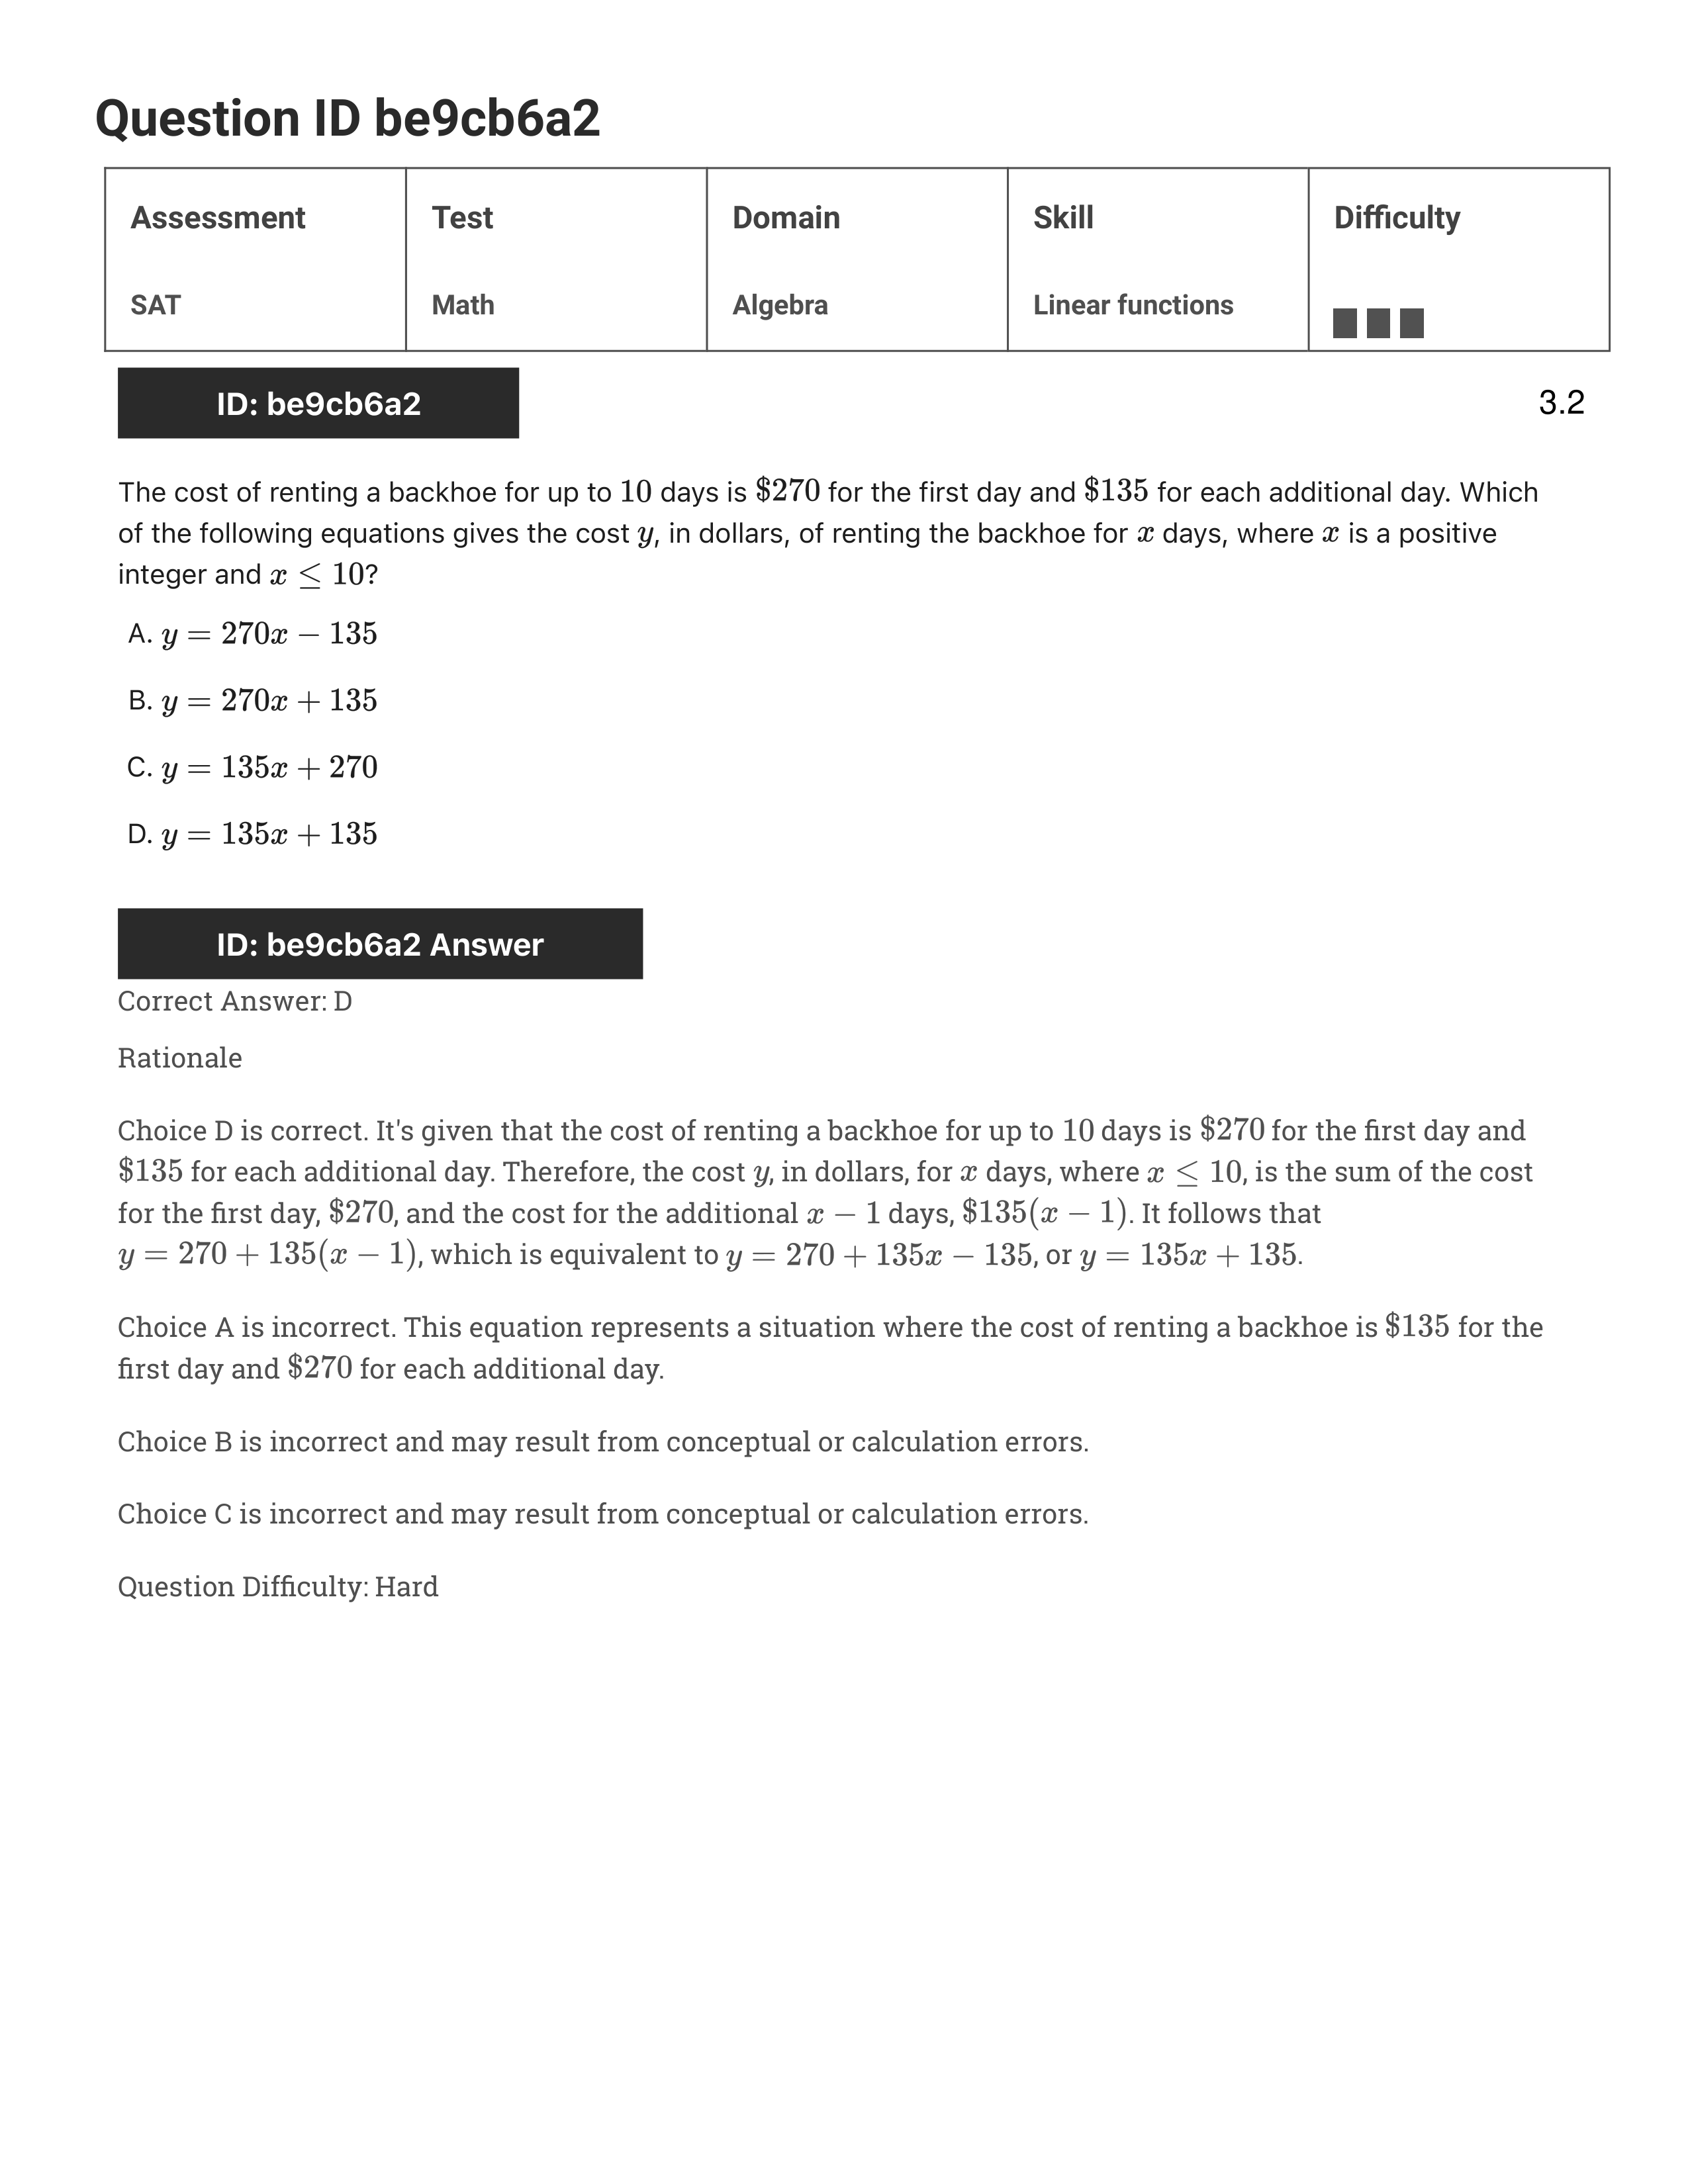 Question ID be9cb6a2
Assessment Test Domain Skill Difficulty
SAT Math Algebra Linear functions
ID: be9cb6a2 3.2
The cost of renting a backhoe for up to 10 days is $270 for the first day and $135 for each additional day. Which
of the following equations gives the cost y, in dollars, of renting the backhoe for x days, where x is a positive
integer and x ≤ 10?
A. y = 270x − 135
B. y = 270x + 135
C. y = 135x + 270
D. y = 135x + 135
ID: be9cb6a2 Answer
Correct Answer: D
Rationale
Choice D is correct. It's given that the cost of renting a backhoe for up to 10 days is $270 for the first day and
$135 for each additional day. Therefore, the cost y, in dollars, for x days, where x ≤ 10, is the sum of the cost
for the first day, $270, and the cost for the additional x − 1 days, $135(x − 1). It follows that
y = 270 + 135(x − 1), which is equivalent to y = 270 + 135x − 135, or y = 135x + 135.
Choice A is incorrect. This equation represents a situation where the cost of renting a backhoe is $135 for the
first day and $270 for each additional day.
Choice B is incorrect and may result from conceptual or calculation errors.
Choice C is incorrect and may result from conceptual or calculation errors.
Question Difficulty: Hard